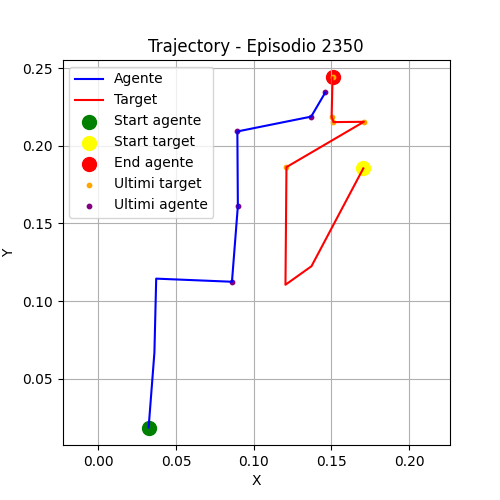 Trajectory - Episodio 2350
Agente
Target
Start agente
Start target
End agente
Ultimi target
Ultimi agente
0.25
0.20
0.15
0.10
0.05
Y
0.00 0.05 0.10 0.15 0.20
X